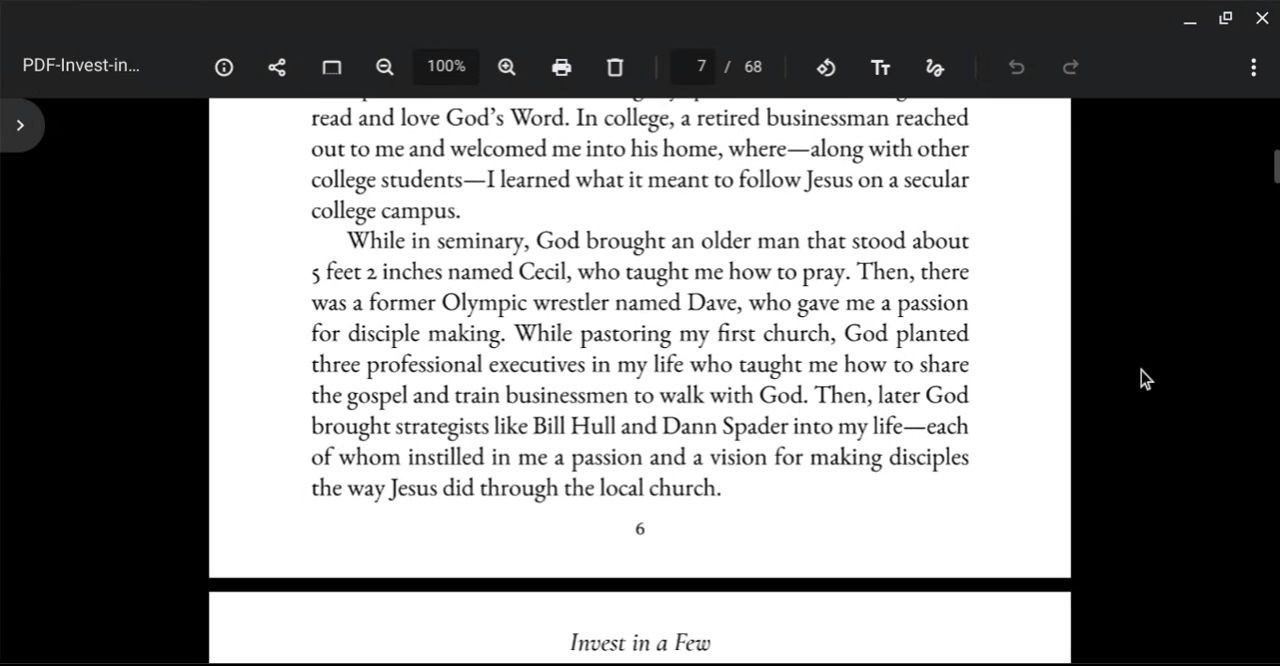 PDF-Invest-in...
100%
7 / 68
read and love God’s Word. In college, a retired businessman reached
out to me and welcomed me into his home, where—along with other
college students—I learned what it meant to follow Jesus on a secular
college campus.
While in seminary, God brought an older man that stood about
5 feet 2 inches named Cecil, who taught me how to pray. Then, there
was a former Olympic wrestler named Dave, who gave me a passion
for disciple making. While pastoring my first church, God planted
three professional executives in my life who taught me how to share
the gospel and train businessmen to walk with God. Then, later God
brought strategists like Bill Hull and Dann Spader into my life—each
of whom instilled in me a passion and a vision for making disciples
the way Jesus did through the local church.
6
Invest in a Few